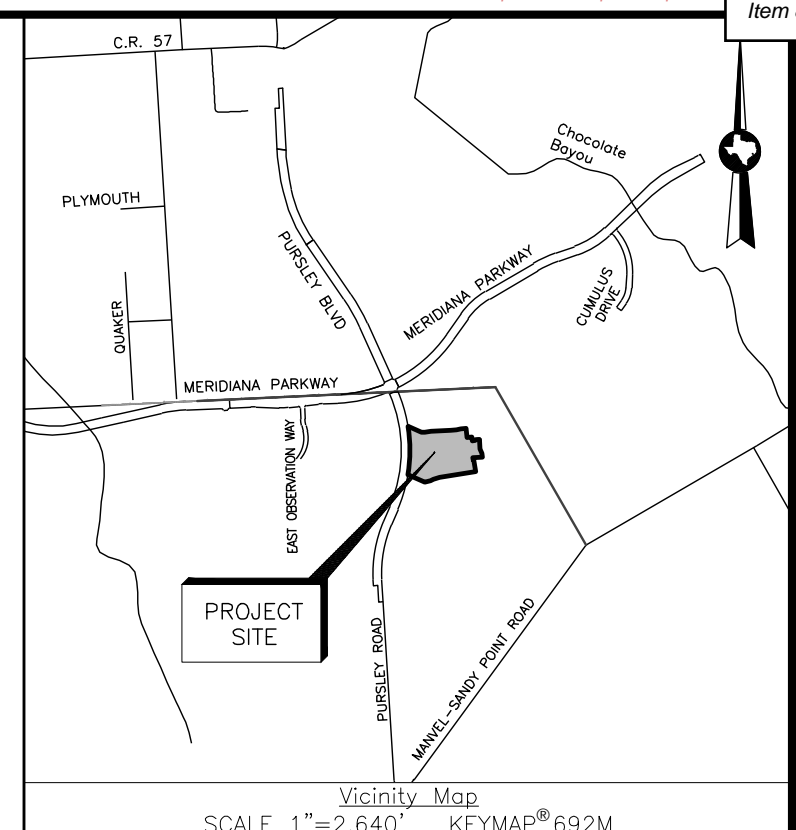 Item
C.R. 57
Chocolate
Bayou
PLYMOUTH
PURSLEY BLVD
MERIDIANA PARKWAY
CUMULUS
DRIVE
QUAKER
MERIDIANA PARKWAY
EAST OBSERVATION WAY
PROJECT
SITE
PURSLEY ROAD
MANVEL-SANDY POINT ROAD
Vicinity Map
SCALE 1"=2,640' KEYMAP® 692M